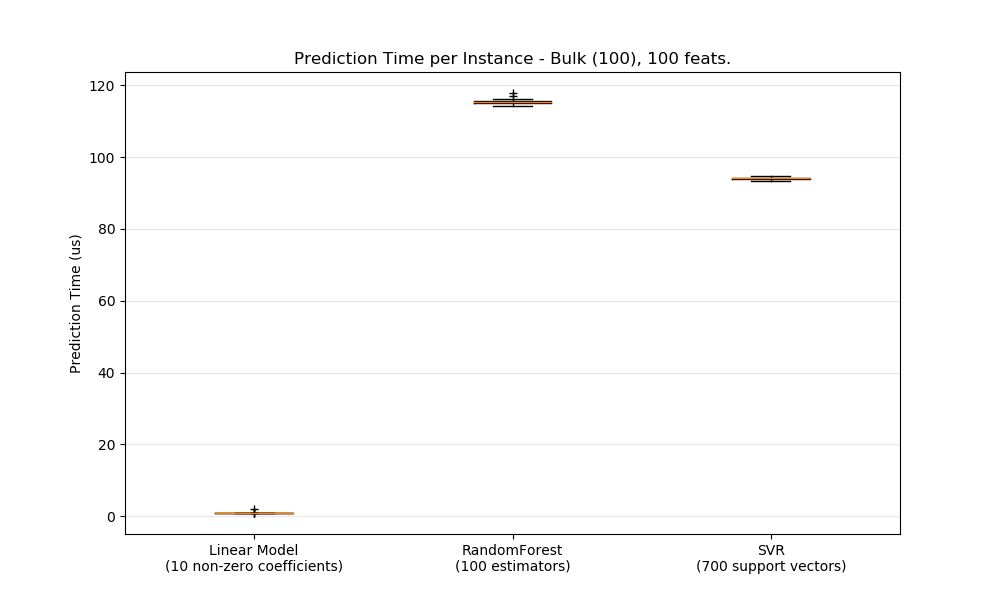 Prediction Time per Instance - Bulk (100), 100 feats.
Prediction Time (us)
120
100
80
60
40
20
0
Linear Model
(10 non-zero coefficients)
RandomForest
(100 estimators)
SVR
(700 support vectors)